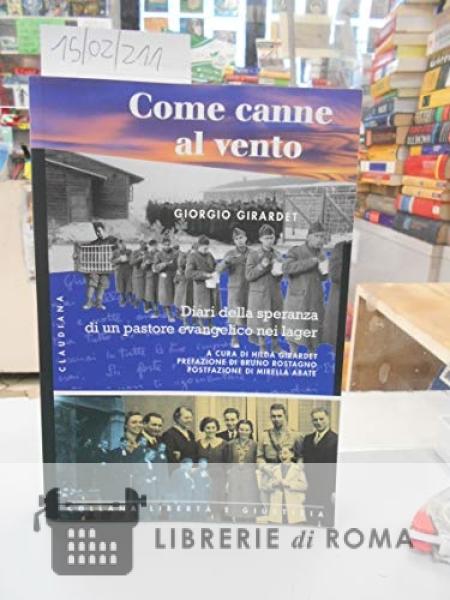 15/02/211
Come canne
al vento
GIORGIO GIRARDET
Diari della speranza
di un pastore evangelico nei lager
A CURA DI HILDA GIRARDET
PREFAZIONE DI BRUNO ROSTAGNO
POSTFAZIONE DI MIRELLA ABATE
CLAUDIANA
COLLANA LIBERTÀ E GIUSTIZIA
LIBRERIE di ROMA